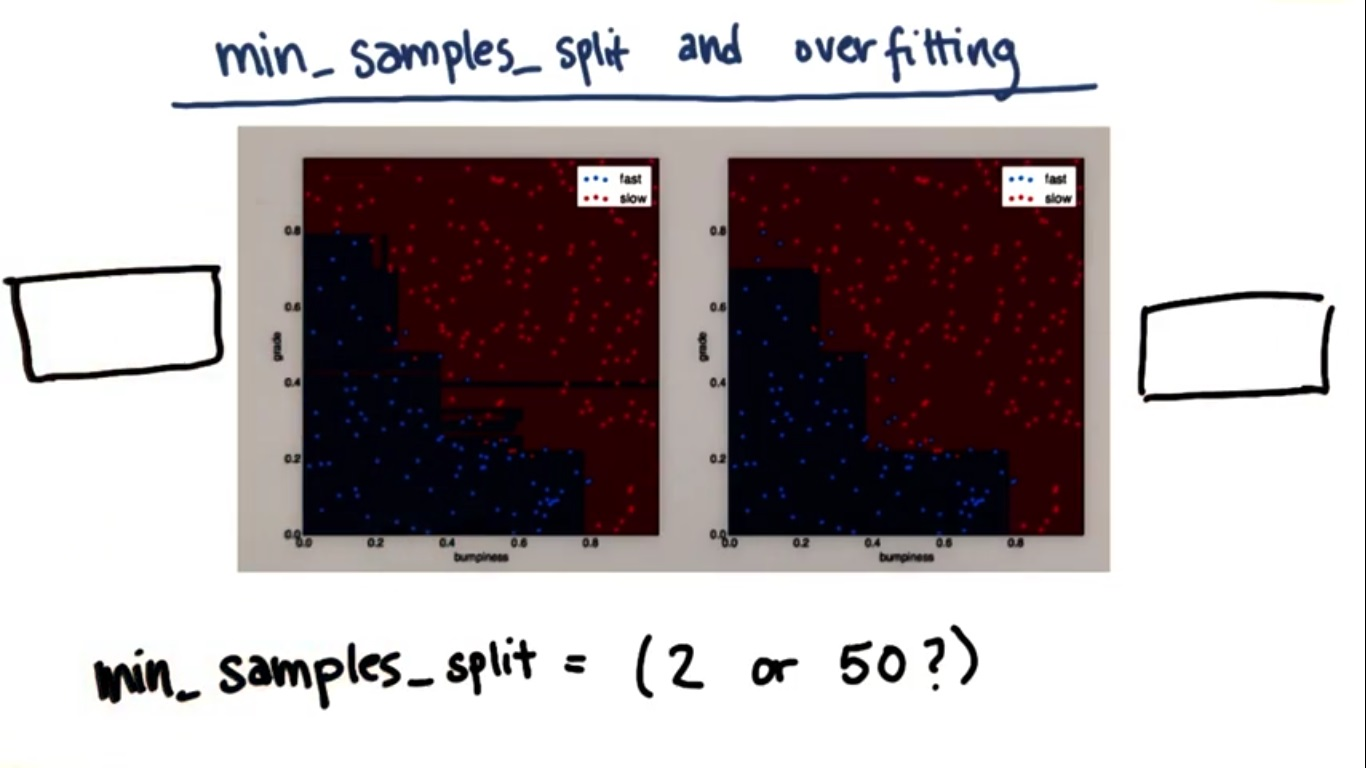 min_samples_split and overfitting
fast
slow
0.8
0.6
0.4
0.2
0.0
grade
0.0 0.2 0.4 0.6 0.8
bumpiness
fast
slow
0.8
0.6
0.4
0.2
0.0
grade
0.0 0.2 0.4 0.6 0.8
bumpiness
min_samples_split = (2 or 50?)